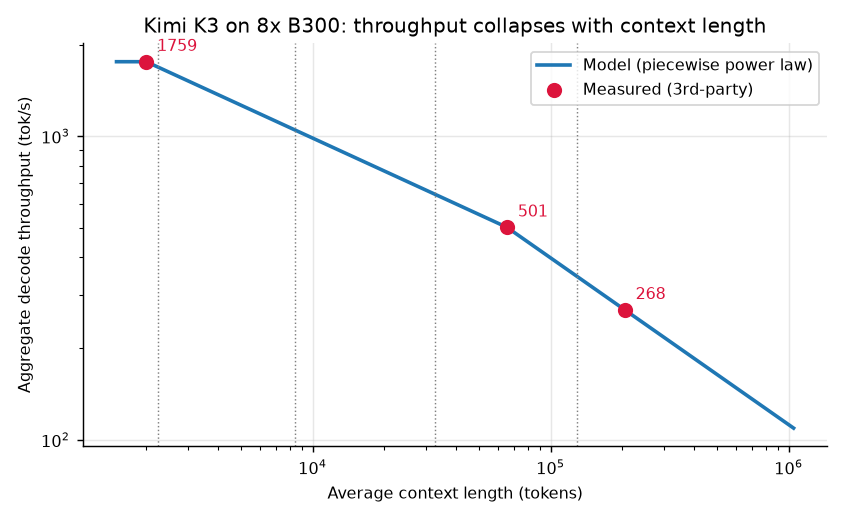 Kimi K3 on 8x B300: throughput collapses with context length
1759
Model (piecewise power law)
Measured (3rd-party)
10³
501
268
10²
10⁴
10⁵
10⁶
Aggregate decode throughput (tok/s)
Average context length (tokens)